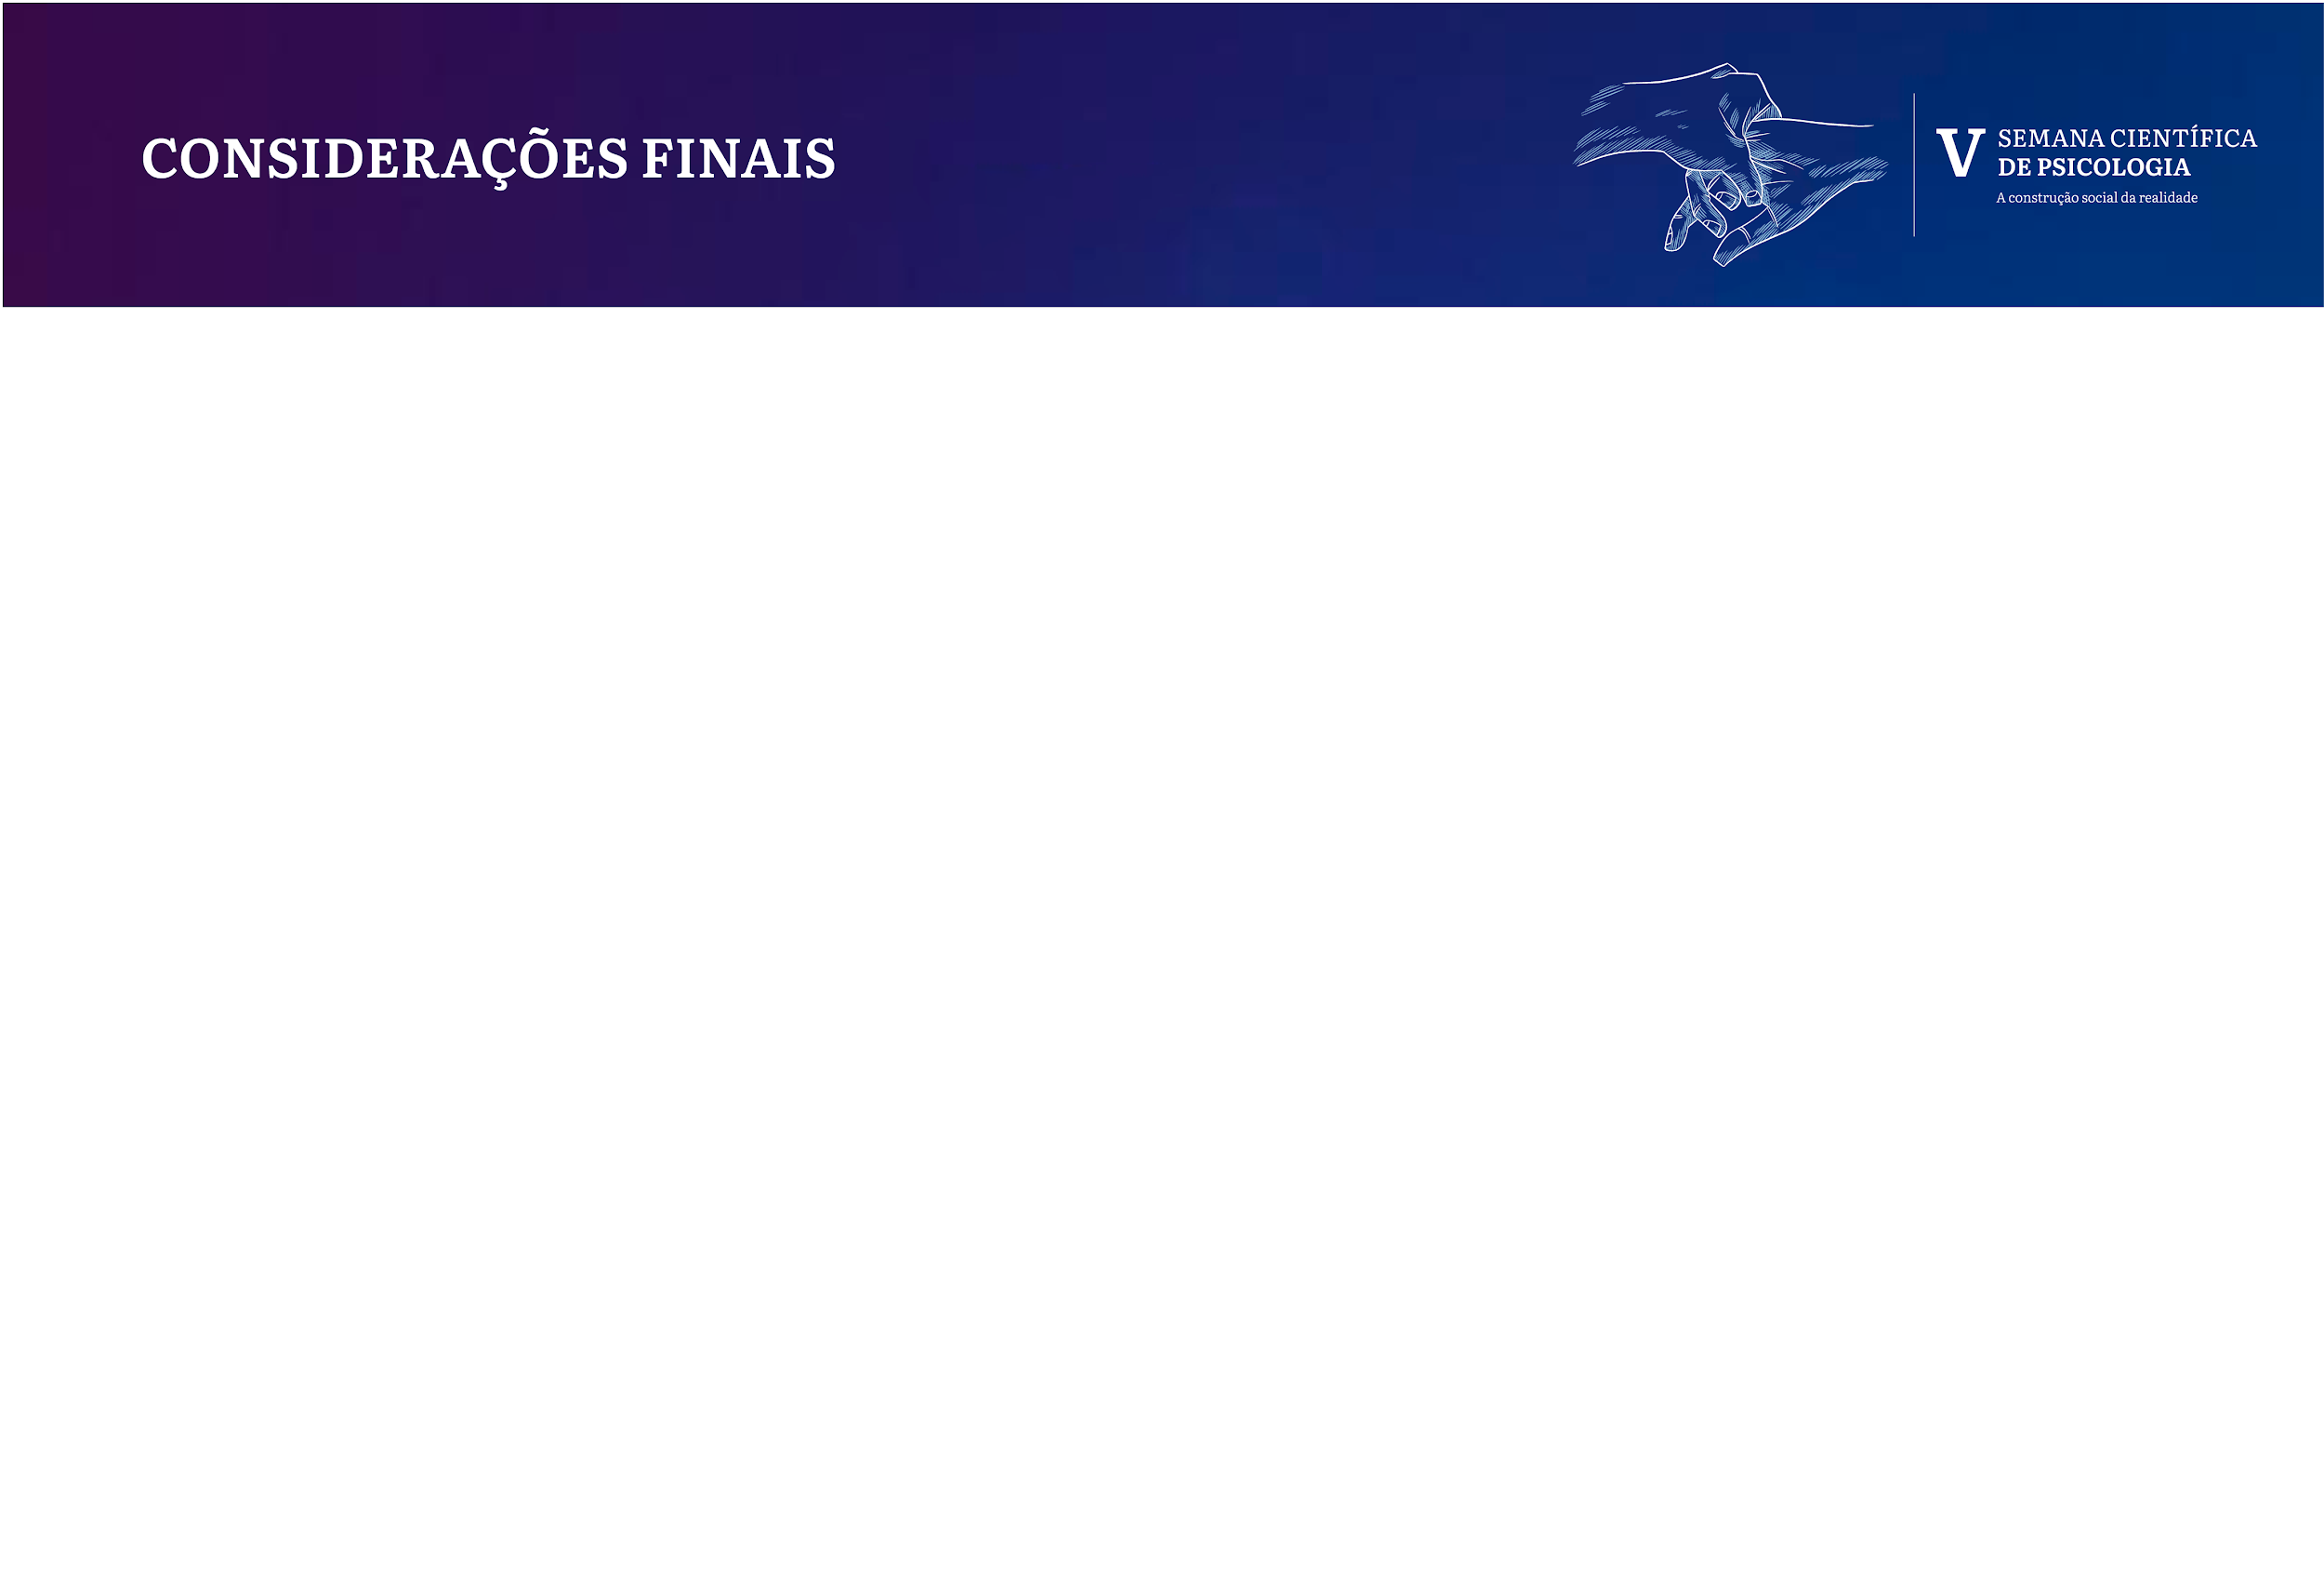 CONSIDERAÇÕES FINAIS
V SEMANA CIENTÍFICA
DE PSICOLOGIA
A construção social da realidade